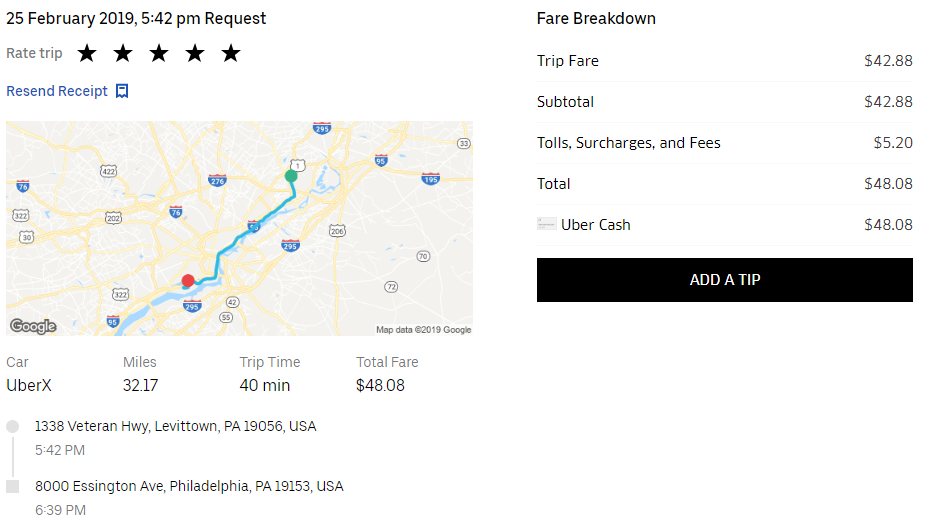 25 February 2019, 5:42 pm Request
Rate trip
Resend Receipt
295
33
1
422
95
276
195
76
76
322
202
30
95
206
295
70
72
322
42
295
55
95
Google
Map data ©2019 Google
Car Miles Trip Time Total Fare
UberX 32.17 40 min $48.08
1338 Veteran Hwy, Levittown, PA 19056, USA
5:42 PM
8000 Essington Ave, Philadelphia, PA 19153, USA
6:39 PM
Fare Breakdown
Trip Fare $42.88
Subtotal $42.88
Tolls, Surcharges, and Fees $5.20
Total $48.08
Uber Cash $48.08
ADD A TIP